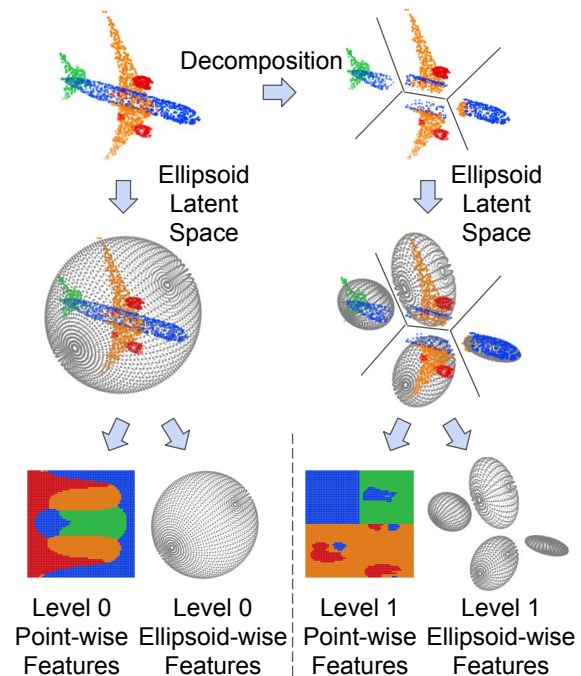 Decomposition
Ellipsoid
Latent
Space
Ellipsoid
Latent
Space
Level 0
Point-wise
Features
Level 0
Ellipsoid-wise
Features
Level 1
Point-wise
Features
Level 1
Ellipsoid-wise
Features